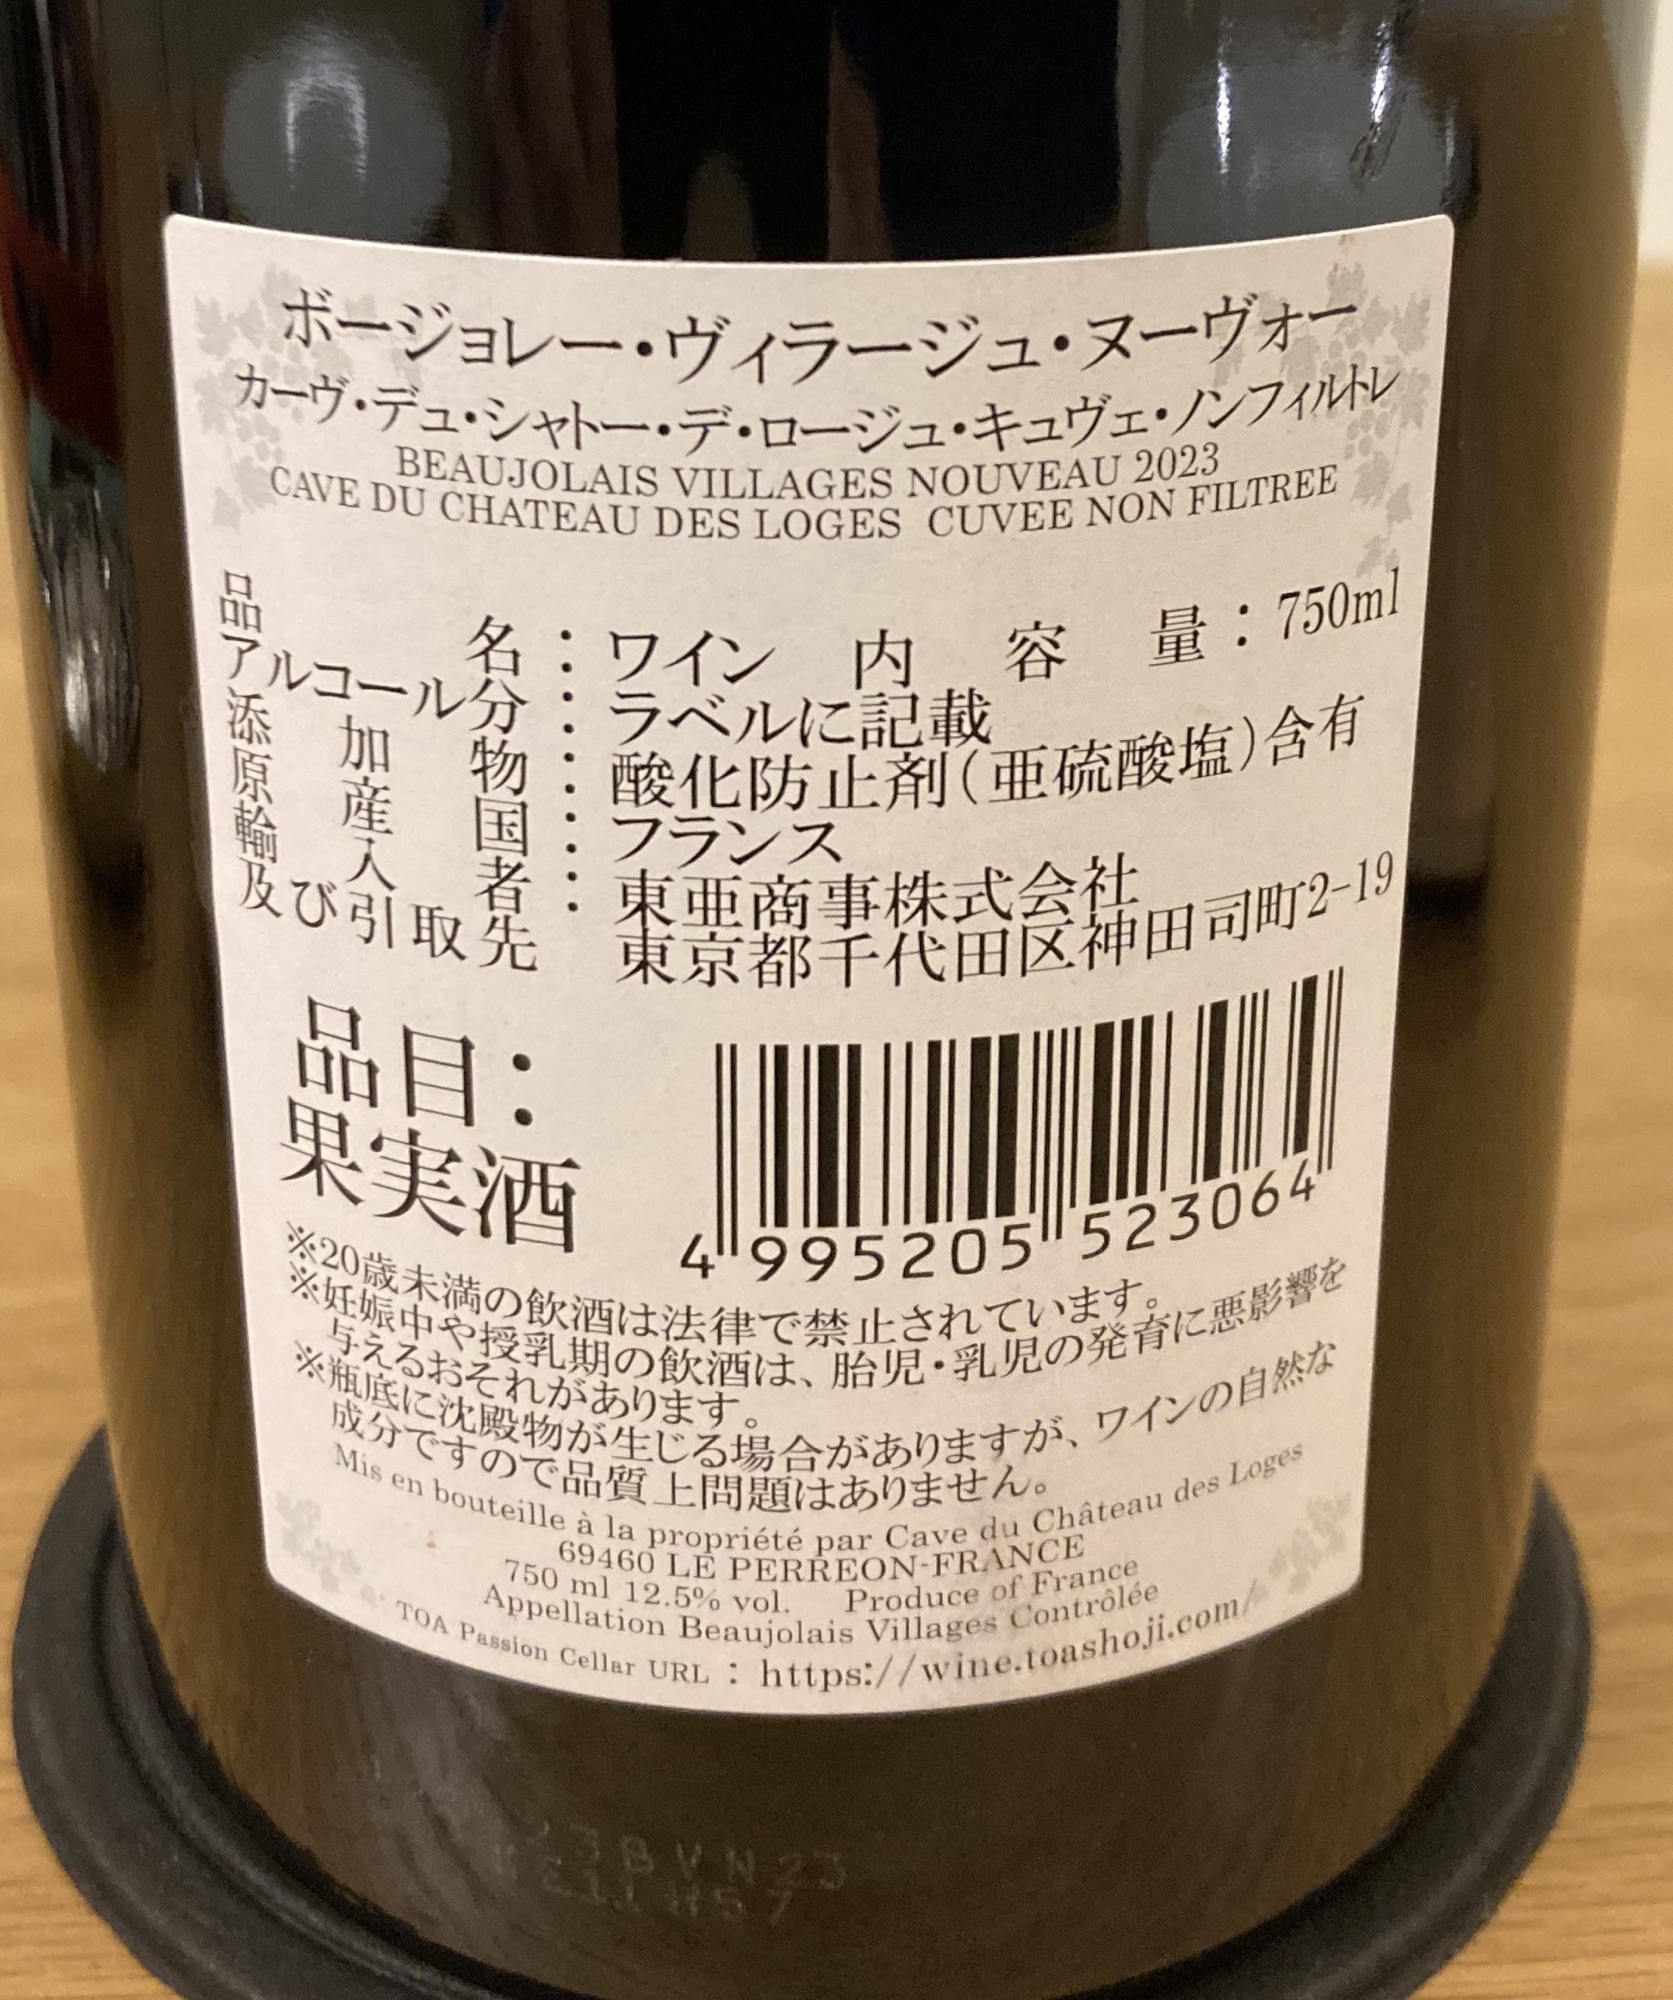 ボージョレー・ヴィラージュ・ヌーヴォー
カーヴ・デュ・シャトー・デ・ロージュ・キュヴェ・ノンフィルトレ
BEAUJOLAIS VILLAGES NOUVEAU 2023
CAVE DU CHATEAU DES LOGES CUVEE NON FILTREE
品名：ワイン 内容量：750ml
アルコール分：ラベルに記載
添加物：酸化防止剤(亜硫酸塩)含有
原産国：フランス
輸入者：東亜商事株式会社
及び引取先 東京都千代田区神田司町2-19
品目：
果実酒
4 995205 523064
※20歳未満の飲酒は法律で禁止されています。
※妊娠中や授乳期の飲酒は、胎児・乳児の発育に悪影響を
与えるおそれがあります。
※瓶底に沈殿物が生じる場合がありますが、ワインの自然な
成分ですので品質上問題はありません。
Mis en bouteille à la propriété par Cave du Château des Loges
69460 LE PERREON-FRANCE
750 ml 12.5% vol. Produce of France
Appellation Beaujolais Villages Contrôlée
TOA Passion Cellar URL : https://wine.toashoji.com/